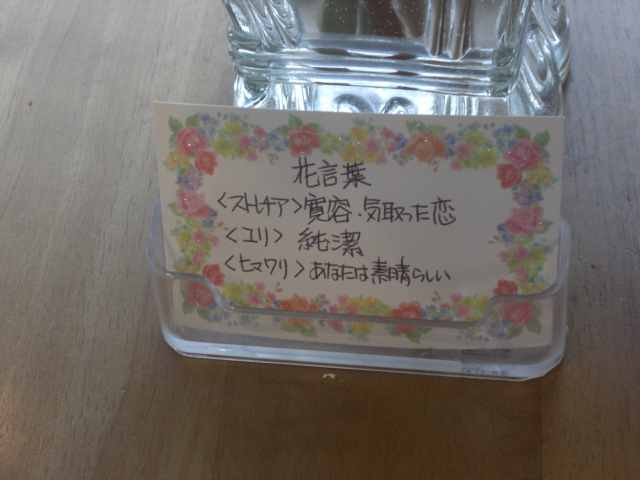 花言葉
<ストレチア>寛容・気取った恋
<ユリ> 純潔
<ヒマワリ>あなたは素晴らしい